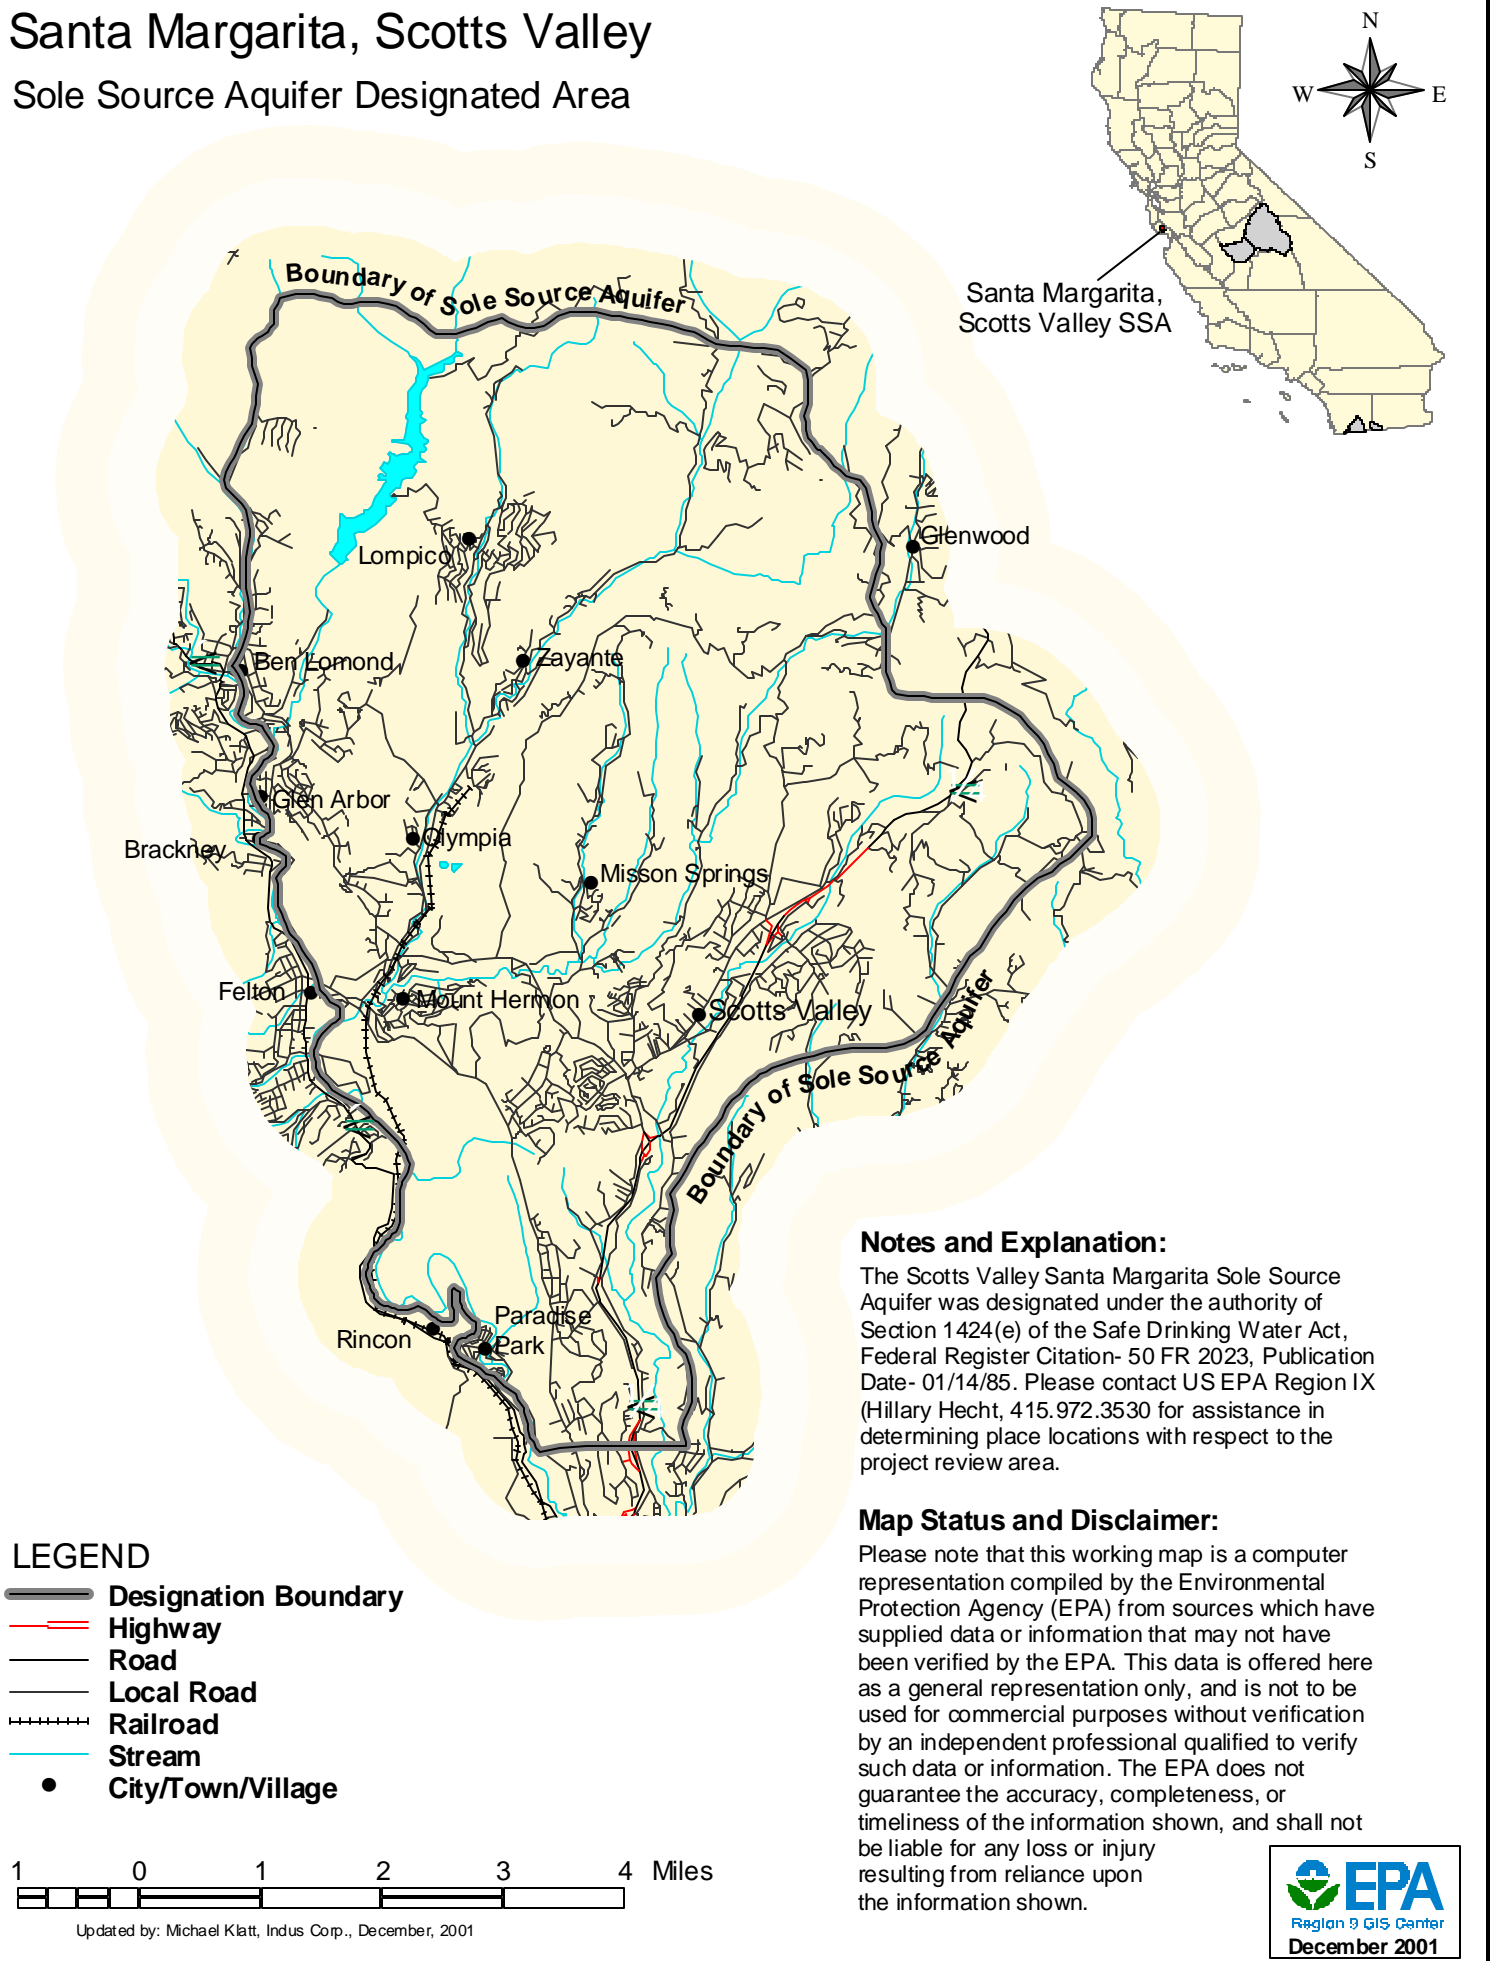 Santa Margarita, Scotts Valley
Sole Source Aquifer Designated Area
N
W
E
S
Santa Margarita,
Scotts Valley SSA
Boundary of Sole Source Aquifer
Lompico
Glenwood
Ben Lomond
Zayante
Glen Arbor
Olympia
Brackney
Misson Springs
Felton
Mount Hermon
Scotts Valley
Boundary of Sole Source Aquifer
Paradise
Park
Rincon
Notes and Explanation:
The Scotts Valley Santa Margarita Sole Source
Aquifer was designated under the authority of
Section 1424(e) of the Safe Drinking Water Act,
Federal Register Citation- 50 FR 2023, Publication
Date- 01/14/85. Please contact US EPA Region IX
(Hillary Hecht, 415.972.3530 for assistance in
determining place locations with respect to the
project review area.
Map Status and Disclaimer:
Please note that this working map is a computer
representation compiled by the Environmental
Protection Agency (EPA) from sources which have
supplied data or information that may not have
been verified by the EPA. This data is offered here
as a general representation only, and is not to be
used for commercial purposes without verification
by an independent professional qualified to verify
such data or information. The EPA does not
guarantee the accuracy, completeness, or
timeliness of the information shown, and shall not
be liable for any loss or injury
resulting from reliance upon
the information shown.
LEGEND
Designation Boundary
Highway
Road
Local Road
Railroad
Stream
City/Town/Village
1 0 1 2 3 4 Miles
Updated by: Michael Klatt, Indus Corp., December, 2001
EPA
Region 9 GIS Center
December 2001